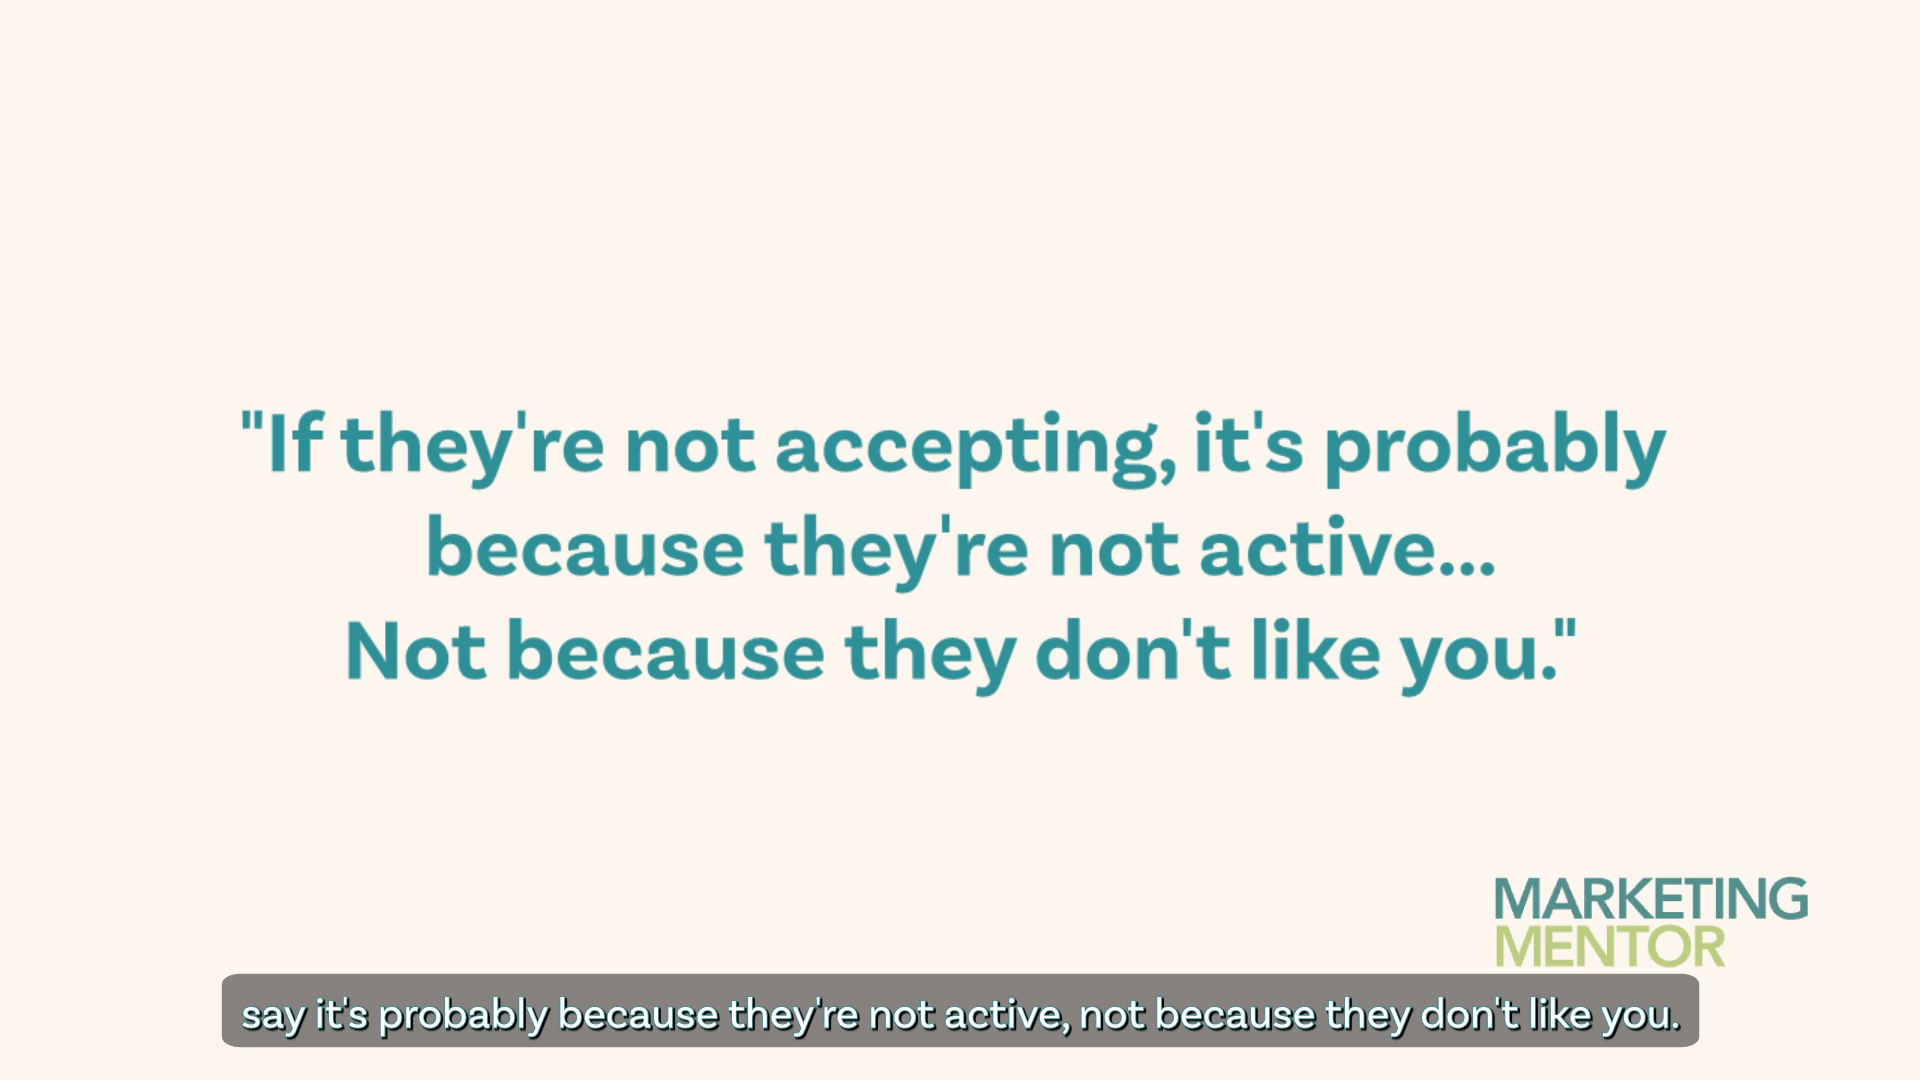 "If they're not accepting, it's probably
because they're not active...
Not because they don't like you."
MARKETING
MENTOR
say it's probably because they're not active, not because they don't like you.